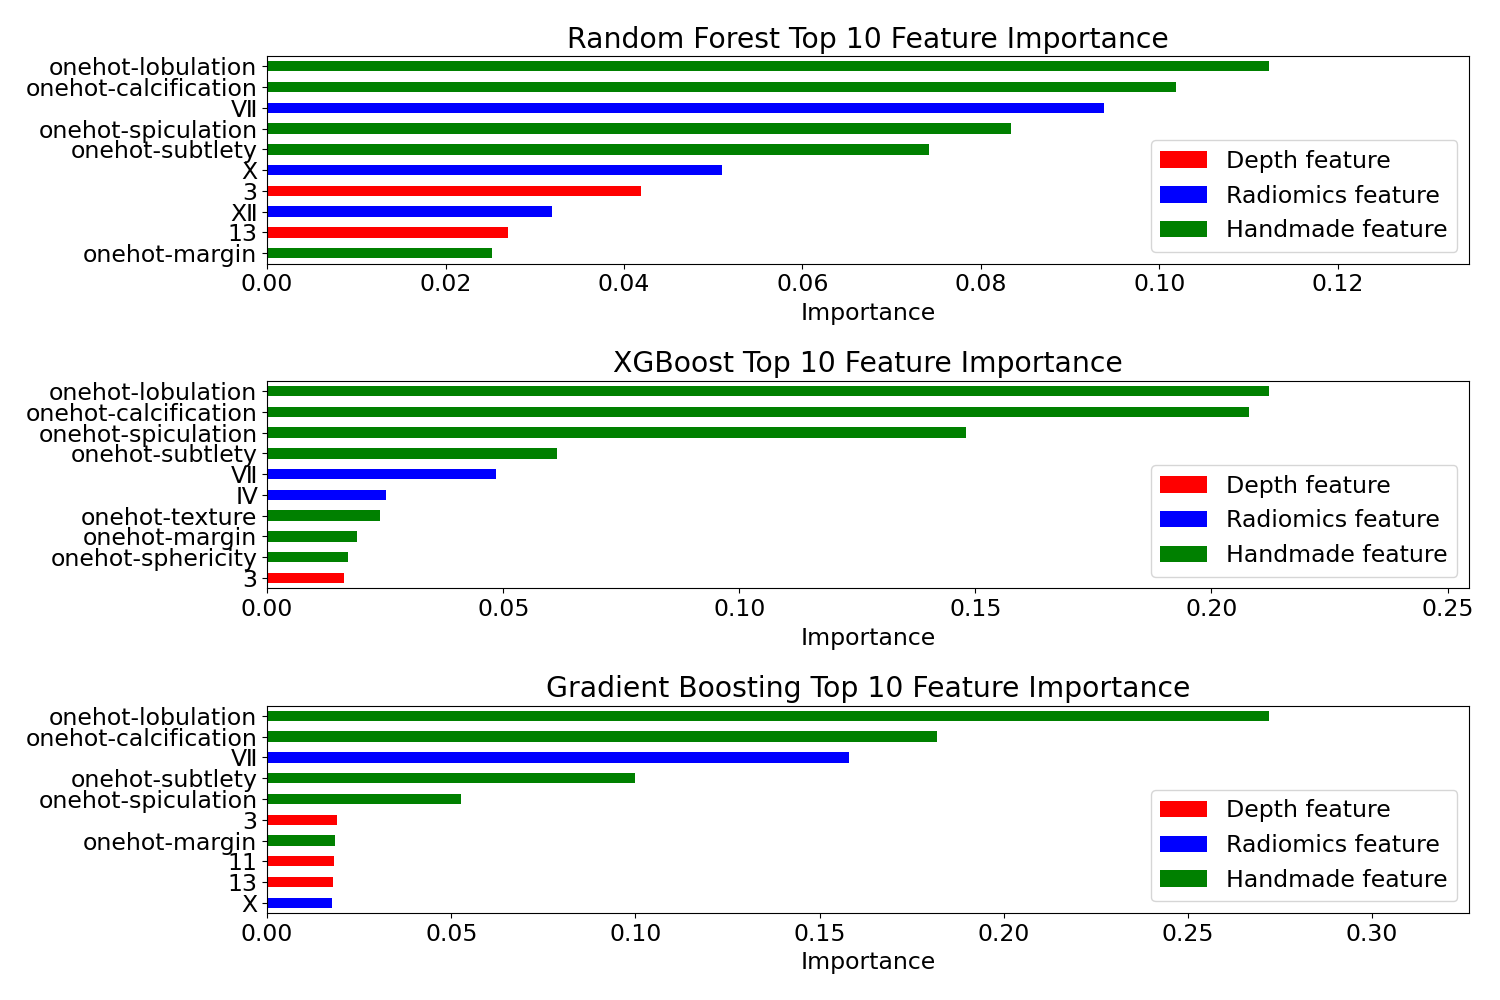 Random Forest Top 10 Feature Importance
onehot-lobulation
onehot-calcification
Ⅶ
onehot-spiculation
onehot-subtlety
Ⅹ
3
Ⅻ
13
onehot-margin
Depth feature
Radiomics feature
Handmade feature
0.00 0.02 0.04 0.06 0.08 0.10 0.12
Importance
XGBoost Top 10 Feature Importance
onehot-lobulation
onehot-calcification
onehot-spiculation
onehot-subtlety
Ⅶ
Ⅳ
onehot-texture
onehot-margin
onehot-sphericity
3
Depth feature
Radiomics feature
Handmade feature
0.00 0.05 0.10 0.15 0.20 0.25
Importance
Gradient Boosting Top 10 Feature Importance
onehot-lobulation
onehot-calcification
Ⅶ
onehot-subtlety
onehot-spiculation
3
onehot-margin
11
13
Ⅹ
Depth feature
Radiomics feature
Handmade feature
0.00 0.05 0.10 0.15 0.20 0.25 0.30
Importance